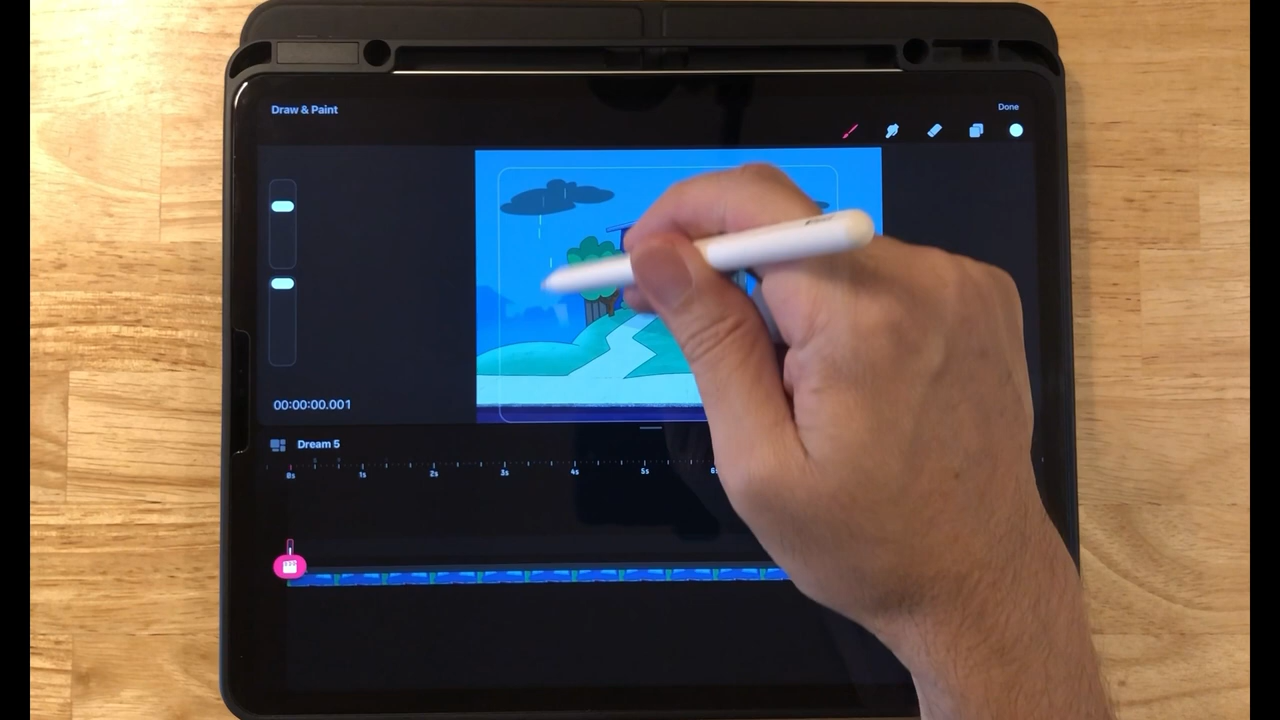 Draw & Paint
Done
00:00:00.001
Dream 5
0s 1s 2s 3s 4s 5s